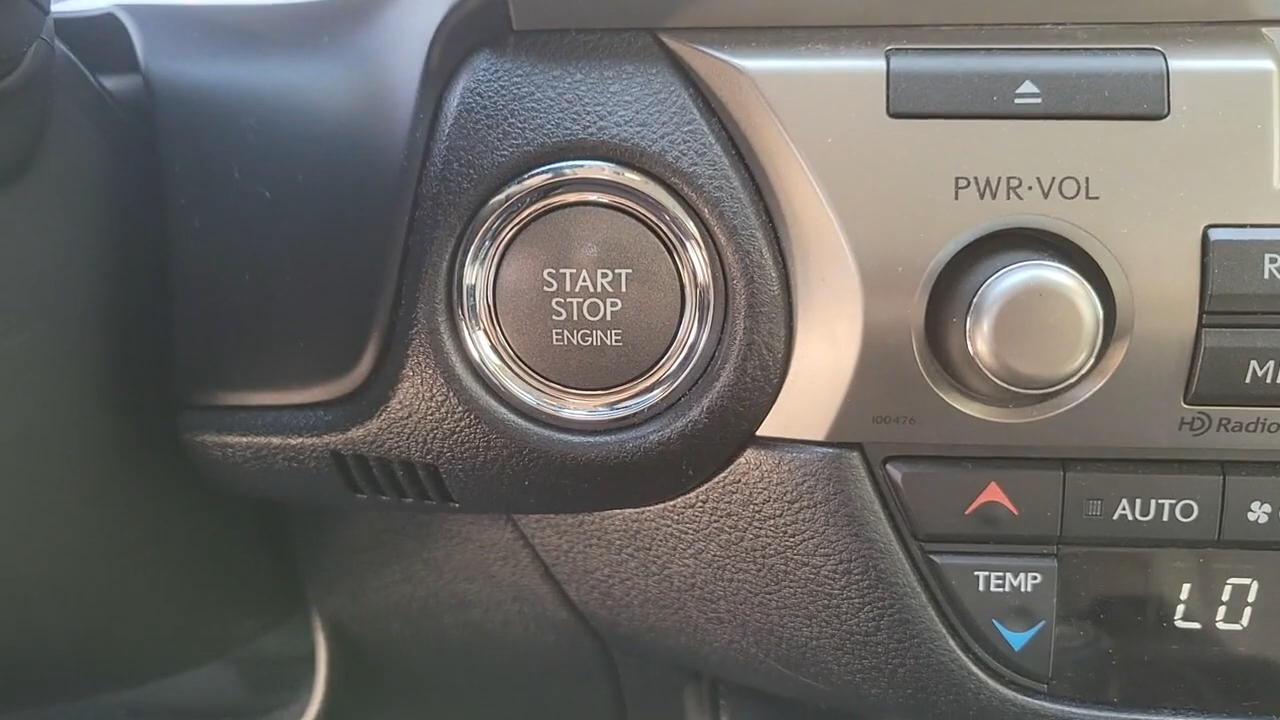 PWR·VOL
START
STOP
ENGINE
100476
HD Radio
AUTO
TEMP
LO